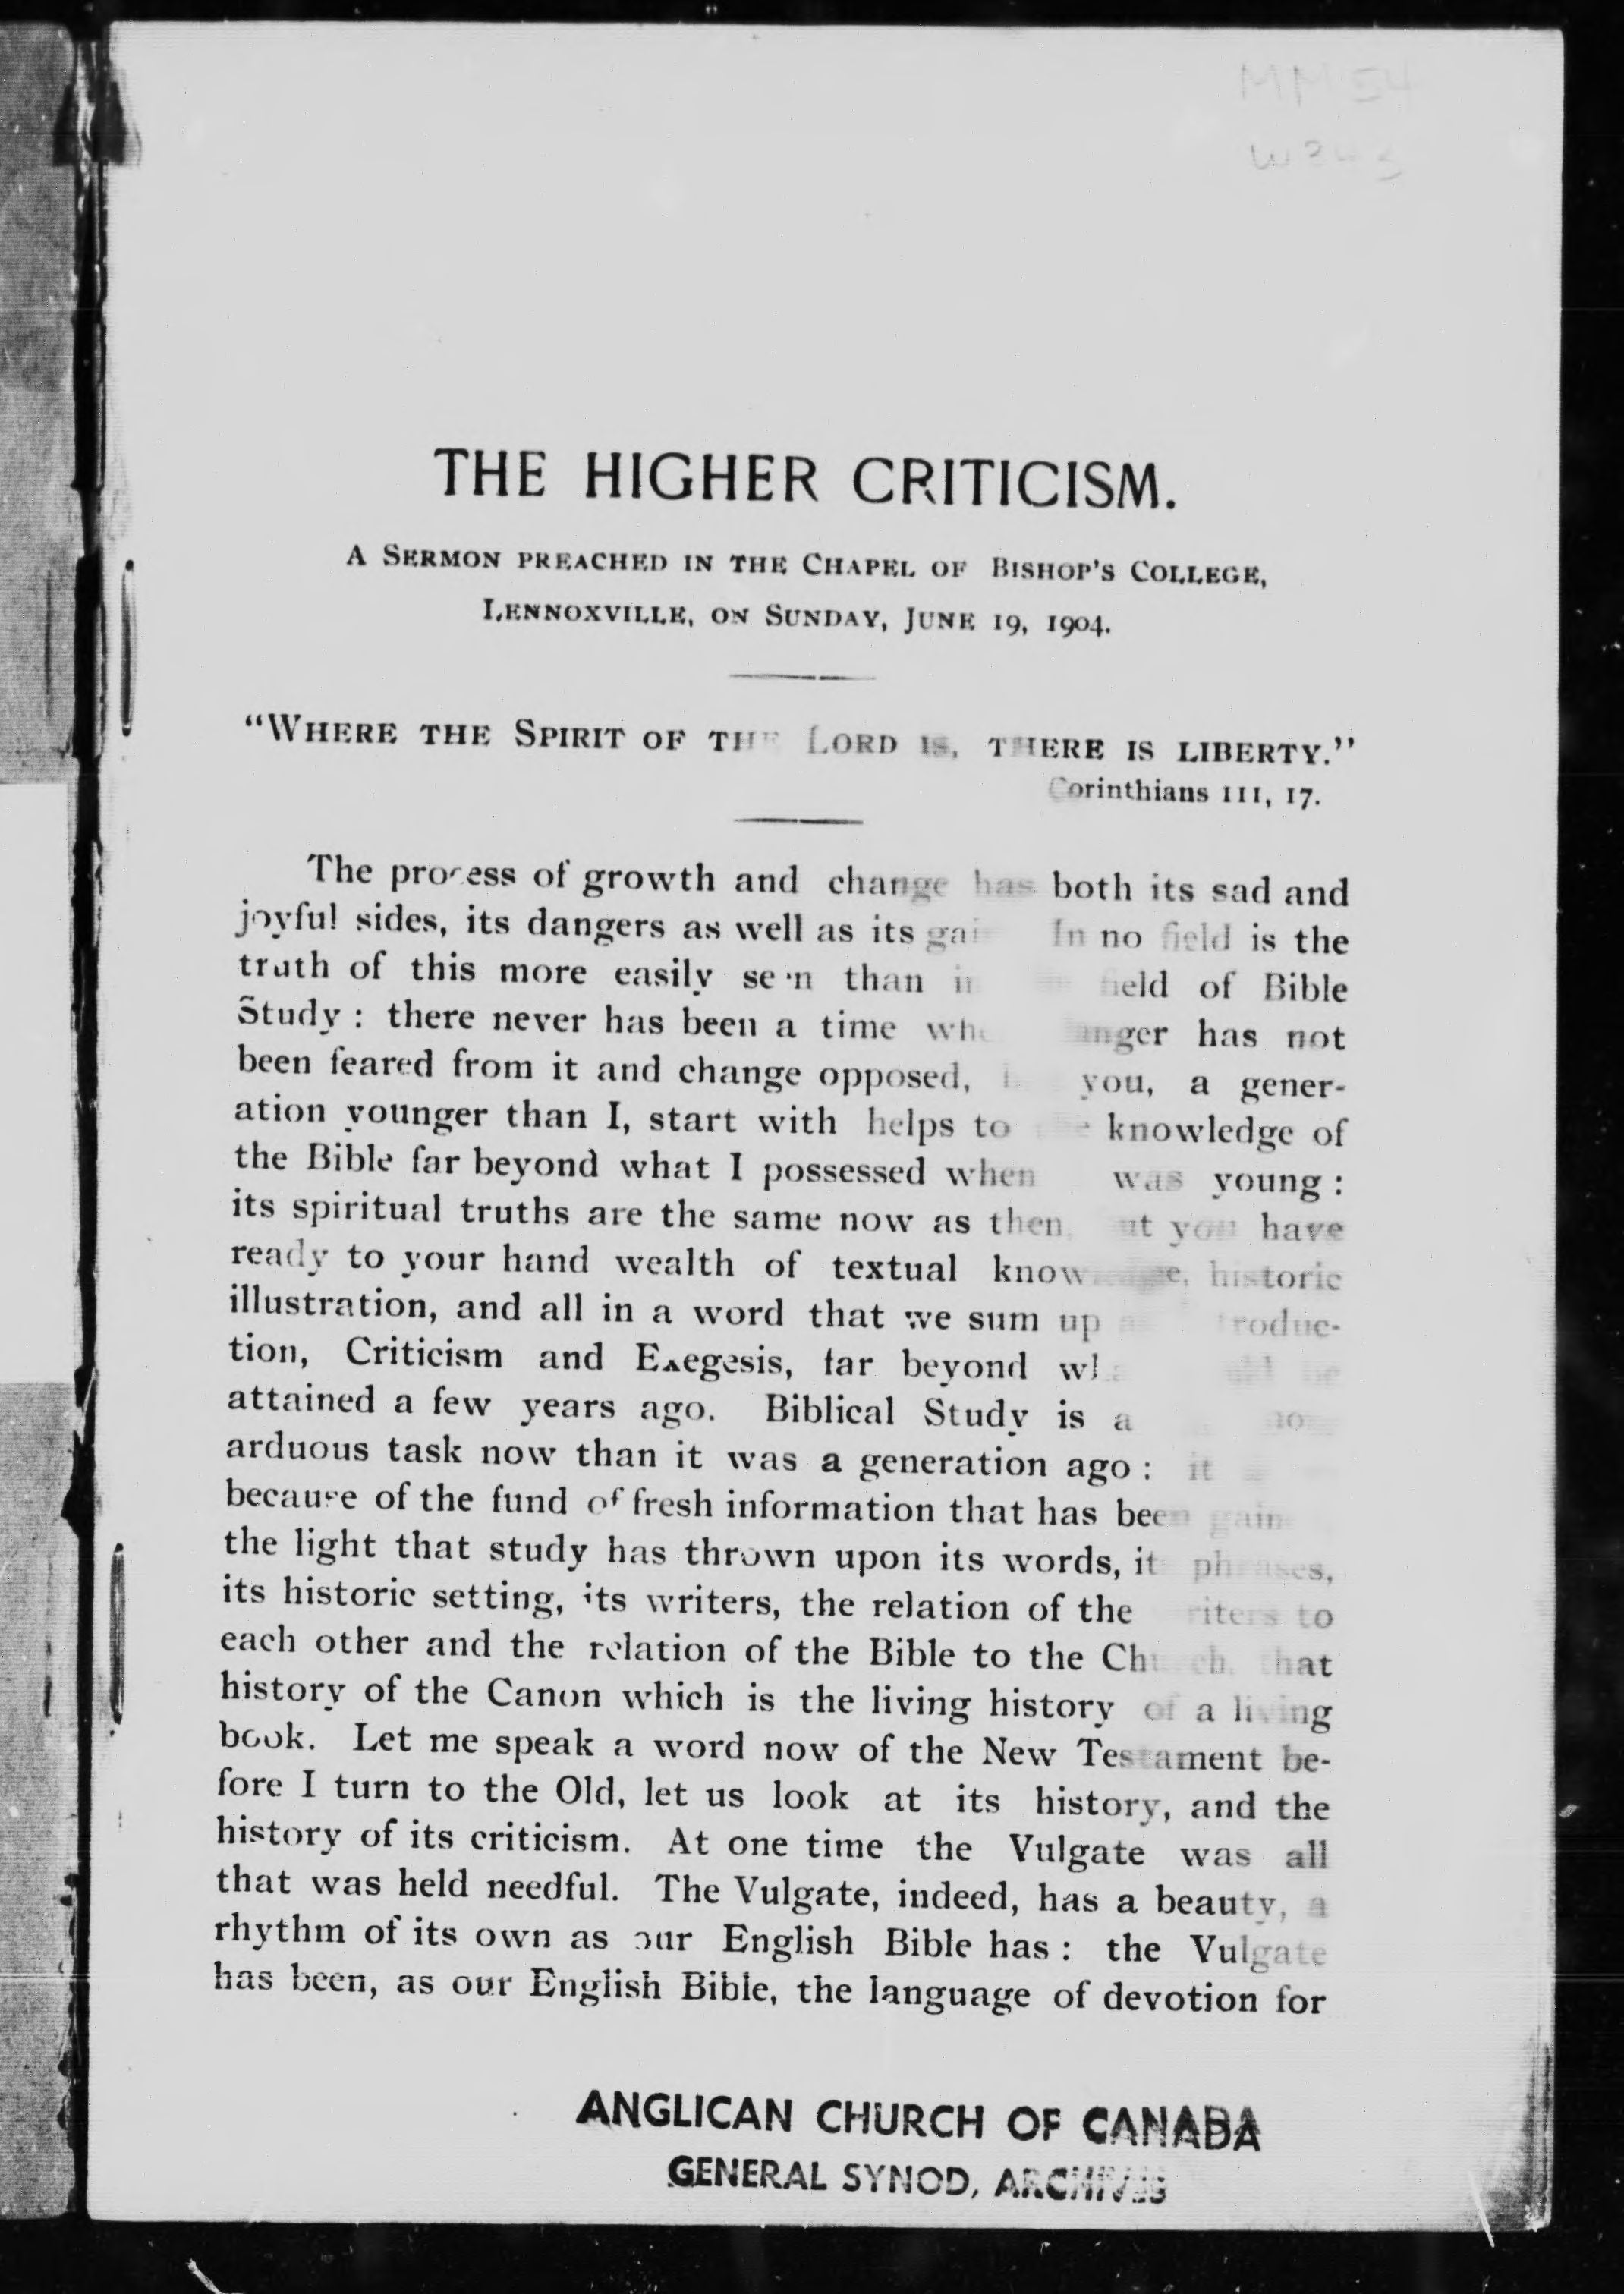 MM54
THE HIGHER CRITICISM.
A SERMON PREACHED IN THE CHAPEL OF BISHOP'S COLLEGE,
LENNOXVILLE, ON SUNDAY, JUNE 19, 1904.
"WHERE THE SPIRIT OF THE LORD IS, THERE IS LIBERTY."
Corinthians III, 17.
The process of growth and change has both its sad and
joyful sides, its dangers as well as its In no field is the
truth of this more easily seen than field of Bible
Study : there never has been a time has not
been feared from it and change opposed, you, a gener-
ation younger than I, start with helps to knowledge of
the Bible far beyond what I possessed when was young :
its spiritual truths are the same now as then, you have
ready to your hand wealth of textual historic
illustration, and all in a word that we sum up
tion, Criticism and Exegesis, far beyond
attained a few years ago. Biblical Study is a
arduous task now than it was a generation ago : it
because of the fund of fresh information that has been
the light that study has thrown upon its words, its phrases,
its historic setting, its writers, the relation of the writers to
each other and the relation of the Bible to the Church, that
history of the Canon which is the living history of a living
book. Let me speak a word now of the New Testament be-
fore I turn to the Old, let us look at its history, and the
history of its criticism. At one time the Vulgate was all
that was held needful. The Vulgate, indeed, has a beauty, a
rhythm of its own as our English Bible has : the Vulgate
has been, as our English Bible, the language of devotion for
ANGLICAN CHURCH OF CANADA
GENERAL SYNOD, ARCHIVES